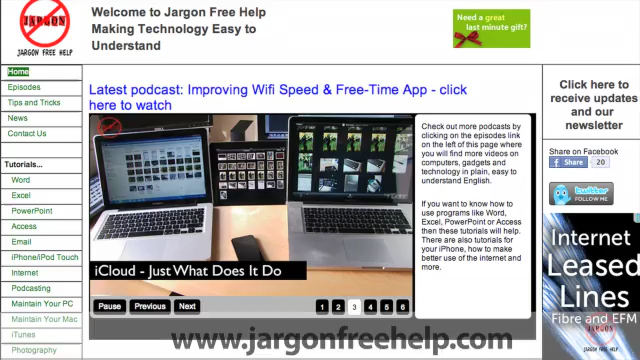 JARGON
JARGON FREE HELP
Welcome to Jargon Free Help
Making Technology Easy to
Understand
Need a great
last minute gift?
Home
Episodes
Tips and Tricks
News
Contact Us
Tutorials...
Word
Excel
PowerPoint
Access
Email
iPhone/iPod Touch
Internet
Podcasting
Maintain Your PC
Maintain Your Mac
iTunes
Photography
Latest podcast: Improving Wifi Speed & Free-Time App - click
here to watch
iCloud - Just What Does It Do
Pause
Previous
Next
1
2
3
4
5
6
Check out more podcasts by
clicking on the episodes link
on the left of this page where
you will find more videos on
computers, gadgets and
technology in plain, easy to
understand English.
If you want to know how to
use programs like Word,
Excel, PowerPoint or Access
then these tutorials will help.
There are also tutorials for
your iPhone, how to make
better use of the internet and
more.
Click here to
receive updates
and our
newsletter
Share on Facebook
Share
20
twitter
FOLLOW ME
Internet
Leased
Lines
Fibre and EFM
JARGON
JARGON FREE HELP
www.jargonfreehelp.com